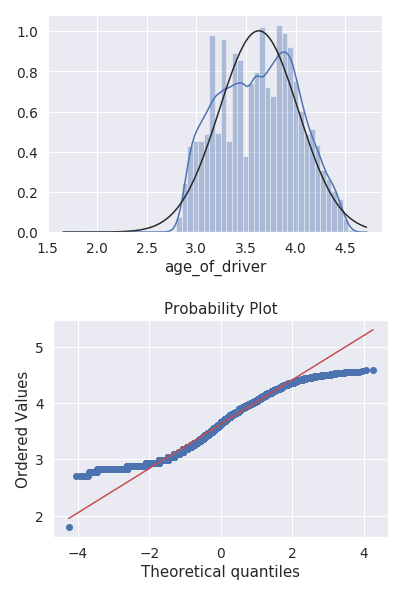 1.0
0.8
0.6
0.4
0.2
0.0
1.5 2.0 2.5 3.0 3.5 4.0 4.5
age_of_driver
Probability Plot
5
4
3
2
Ordered Values
−4 −2 0 2 4
Theoretical quantiles